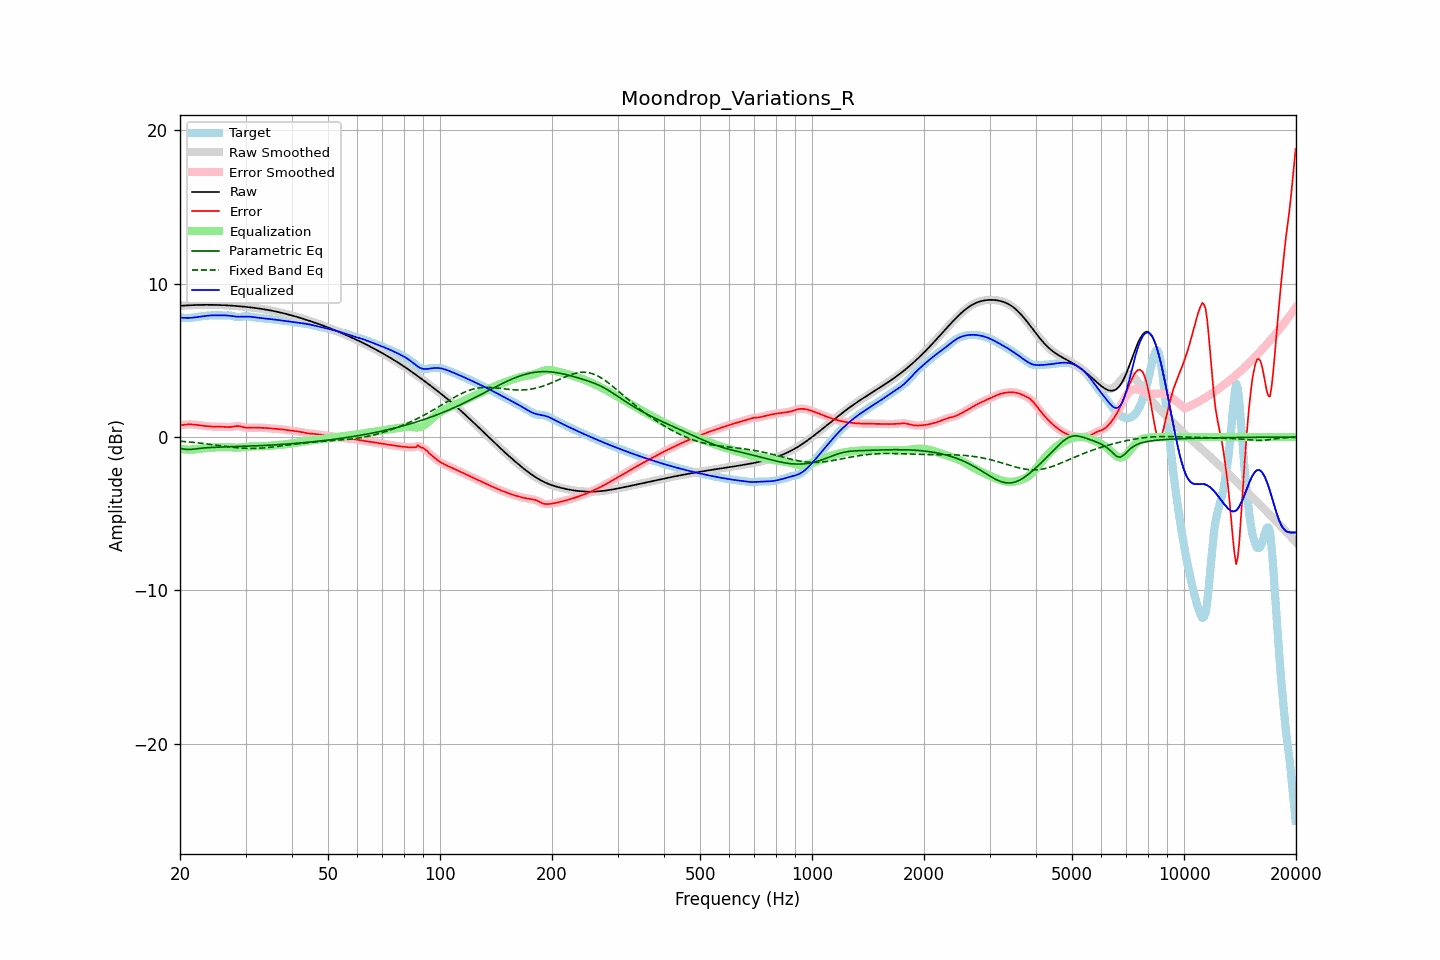 Moondrop_Variations_R
Target
Raw Smoothed
Error Smoothed
Raw
Error
Equalization
Parametric Eq
Fixed Band Eq
Equalized
20
10
0
−10
−20
Amplitude (dBr)
20
50
100
200
500
1000
2000
5000
10000
20000
Frequency (Hz)